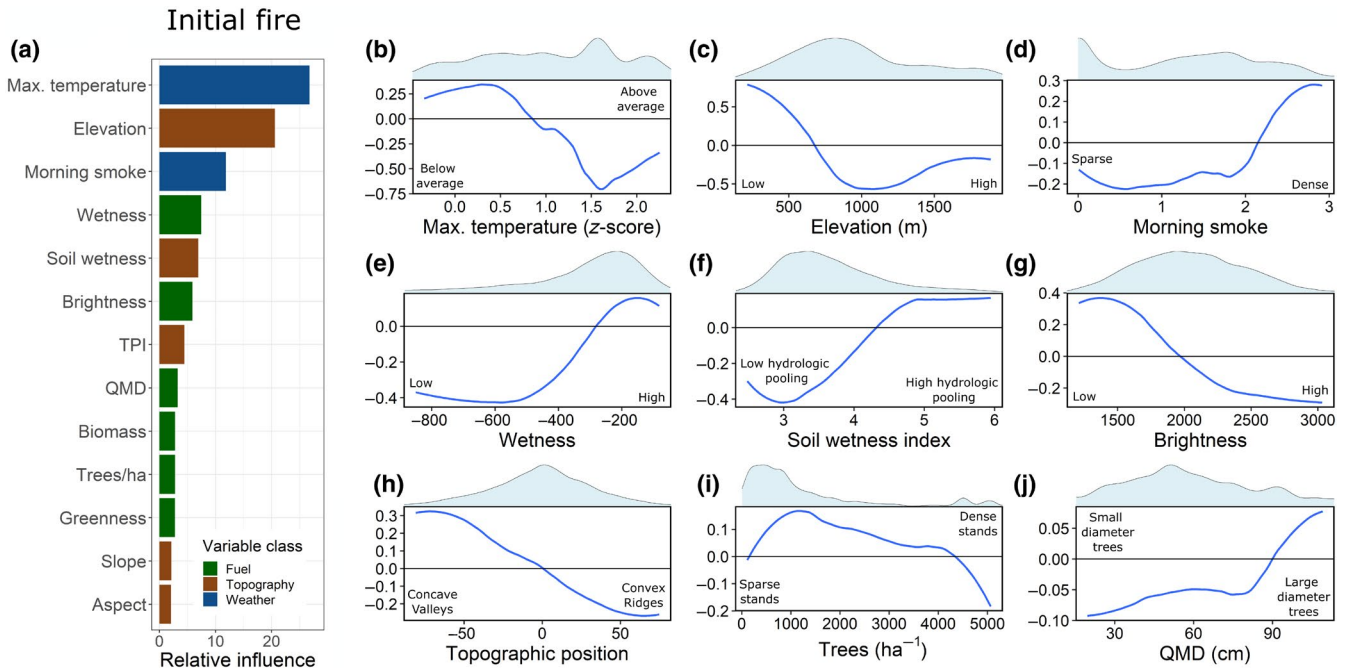 Initial fire
(a)
Max. temperature
Elevation
Morning smoke
Wetness
Soil wetness
Brightness
TPI
QMD
Biomass
Trees/ha
Greenness
Slope
Aspect
Variable class
Fuel
Topography
Weather
0 10 20
Relative influence
(b)
0.25
0.00
−0.25
−0.50
−0.75
Above
average
Below
average
0.0 0.5 1.0 1.5 2.0
Max. temperature (z-score)
(c)
0.5
0.0
−0.5
Low High
500 1000 1500
Elevation (m)
(d)
0.3
0.2
0.1
0.0
−0.1
−0.2
Sparse
Dense
0 1 2 3
Morning smoke
(e)
0.0
−0.2
−0.4
Low
High
−800 −600 −400 −200
Wetness
(f)
0.0
−0.2
−0.4
Low hydrologic
pooling
High hydrologic
pooling
3 4 5 6
Soil wetness index
(g)
0.4
0.2
0.0
−0.2
Low
High
1500 2000 2500 3000
Brightness
(h)
0.3
0.2
0.1
0.0
−0.1
−0.2
Concave
Valleys
Convex
Ridges
−50 0 50
Topographic position
(i)
0.1
0.0
−0.1
−0.2
Dense
stands
Sparse
stands
0 1000 2000 3000 4000 5000
Trees (ha⁻¹)
(j)
0.05
0.00
−0.05
−0.10
Small
diameter
trees
Large
diameter
trees
30 60 90
QMD (cm)